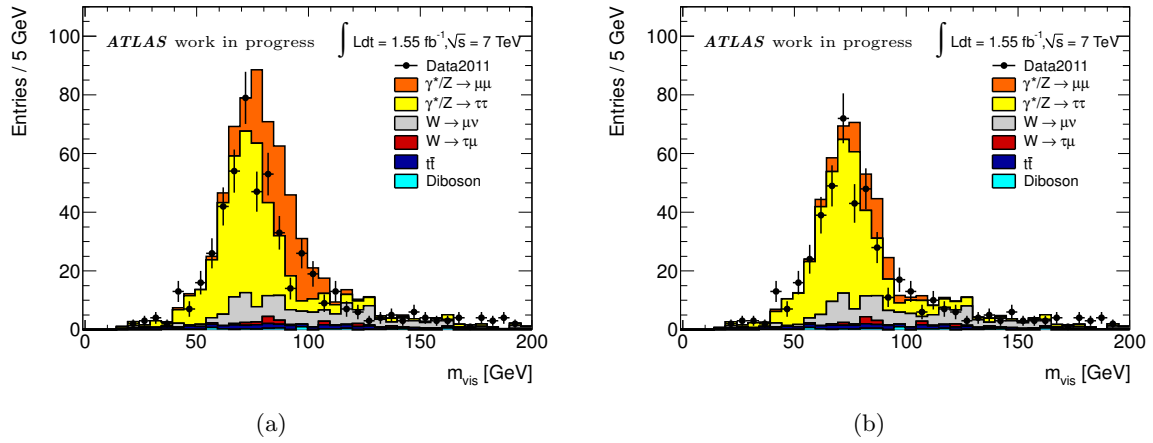 Entries / 5 GeV
100
80
60
40
20
0
0 50 100 150 200
m_vis [GeV]
ATLAS work in progress
∫ Ldt = 1.55 fb⁻¹,√s = 7 TeV
Data2011
γ*/Z → μμ
γ*/Z → ττ
W → μν
W → τμ
tt̄
Diboson
(a)
Entries / 5 GeV
100
80
60
40
20
0
0 50 100 150 200
m_vis [GeV]
ATLAS work in progress
∫ Ldt = 1.55 fb⁻¹,√s = 7 TeV
Data2011
γ*/Z → μμ
γ*/Z → ττ
W → μν
W → τμ
tt̄
Diboson
(b)